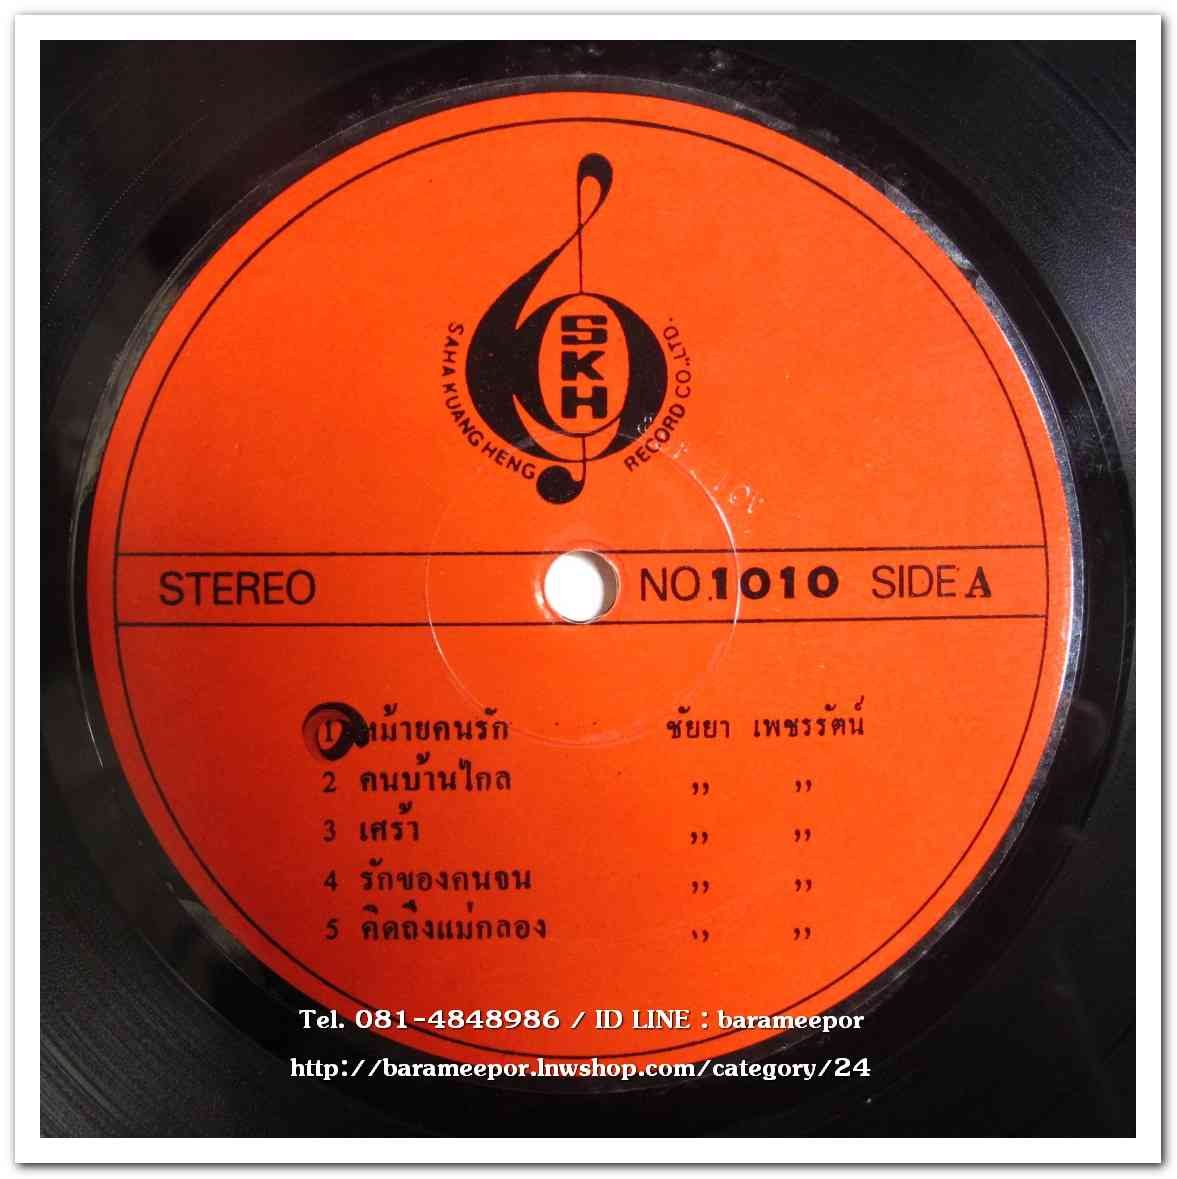 SKH
SAHA KUANG HENG RECORD CO.,LTD.
STEREO NO.1010 SIDE A
1 หม้ายคนรัก ชัยยา เพชรรัตน์
2 คนบ้านไกล ,, ,,
3 เศร้า ,, ,,
4 รักของคนจน ,, ,,
5 คิดถึงแม่กลอง ,, ,,
Tel. 081-4848986 / ID LINE : barameepor
http://barameepor.lnwshop.com/category/24